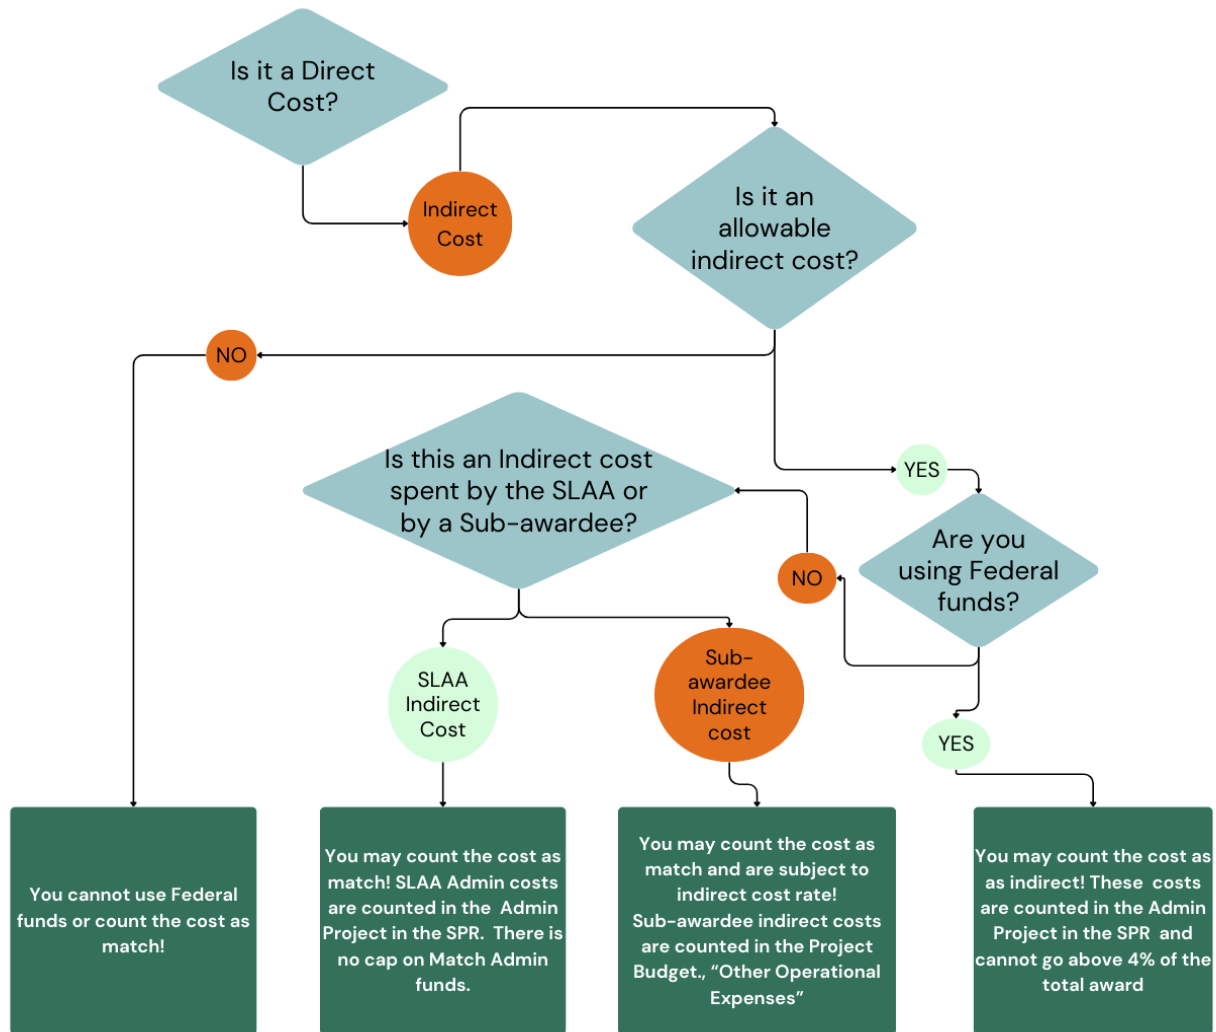 Is it a Direct
Cost?
Indirect
Cost
Is it an
allowable
indirect cost?
NO
YES
Is this an Indirect cost
spent by the SLAA or
by a Sub-awardee?
Are you
using Federal
funds?
NO
SLAA
Indirect
Cost
Sub-
awardee
Indirect
cost
YES
You cannot use Federal
funds or count the cost as
match!
You may count the cost as
match! SLAA Admin costs
are counted in the Admin
Project in the SPR. There is
no cap on Match Admin
funds.
You may count the cost as
match and are subject to
indirect cost rate!
Sub-awardee indirect costs
are counted in the Project
Budget., “Other Operational
Expenses”
You may count the cost as
as indirect! These costs
are counted in the Admin
Project in the SPR and
cannot go above 4% of the
total award